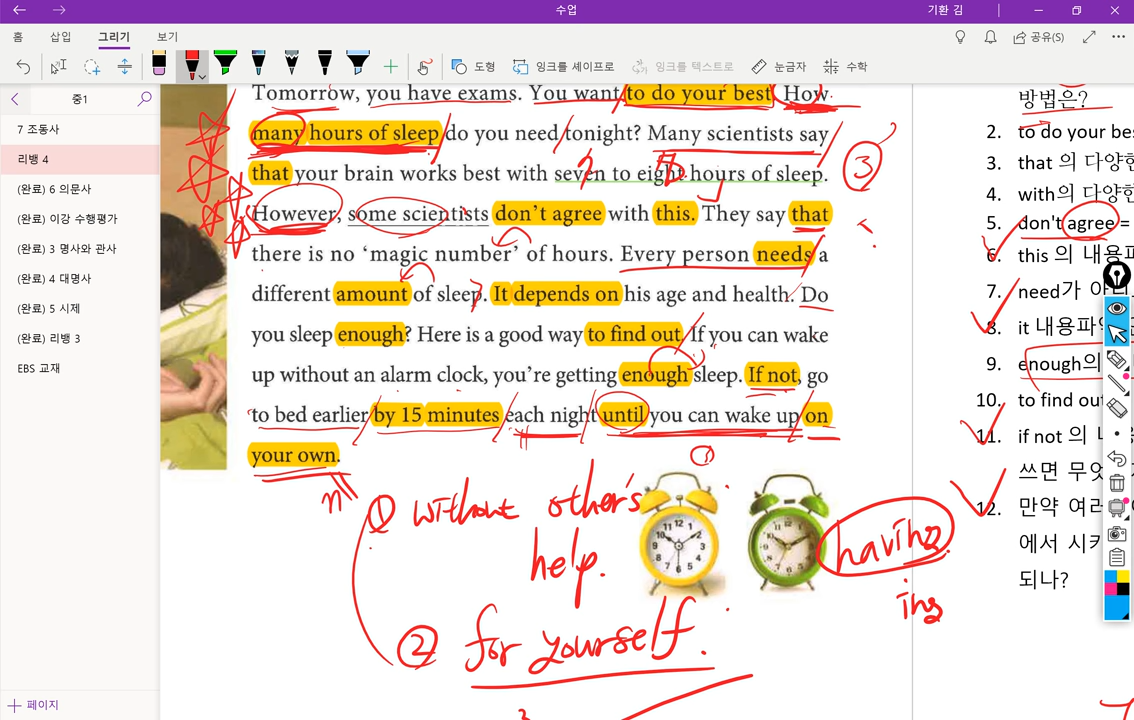 수업
기환 김
홈 삽입 그리기 보기
공유(S)
도형 잉크를 셰이프로 잉크를 텍스트로 눈금자 수학
중1
7 조동사
리뱅 4
(완료) 6 의문사
(완료) 이강 수행평가
(완료) 3 명사와 관사
(완료) 4 대명사
(완료) 5 시제
(완료) 리뱅 3
EBS 교재
페이지
Tomorrow, you have exams. You want to do your best. How
many hours of sleep do you need tonight? Many scientists say
that your brain works best with seven to eight hours of sleep.
However, some scientists don't agree with this. They say that
there is no 'magic number' of hours. Every person needs a
different amount of sleep. It depends on his age and health. Do
you sleep enough? Here is a good way to find out. If you can wake
up without an alarm clock, you're getting enough sleep. If not, go
to bed earlier by 15 minutes each night until you can wake up on
your own.
③
①
① without other's
help.
② for yourself.
having
ing
방법은?
2. to do your bes
3. that 의 다양한
4. with의 다양한
5. don't agree =
6. this 의 내용파
7. need가 아
8. it 내용파
9. enough의
10. to find out
11. if not 의 내
쓰면 무엇
12. 만약 여러
에서 시키
되나?